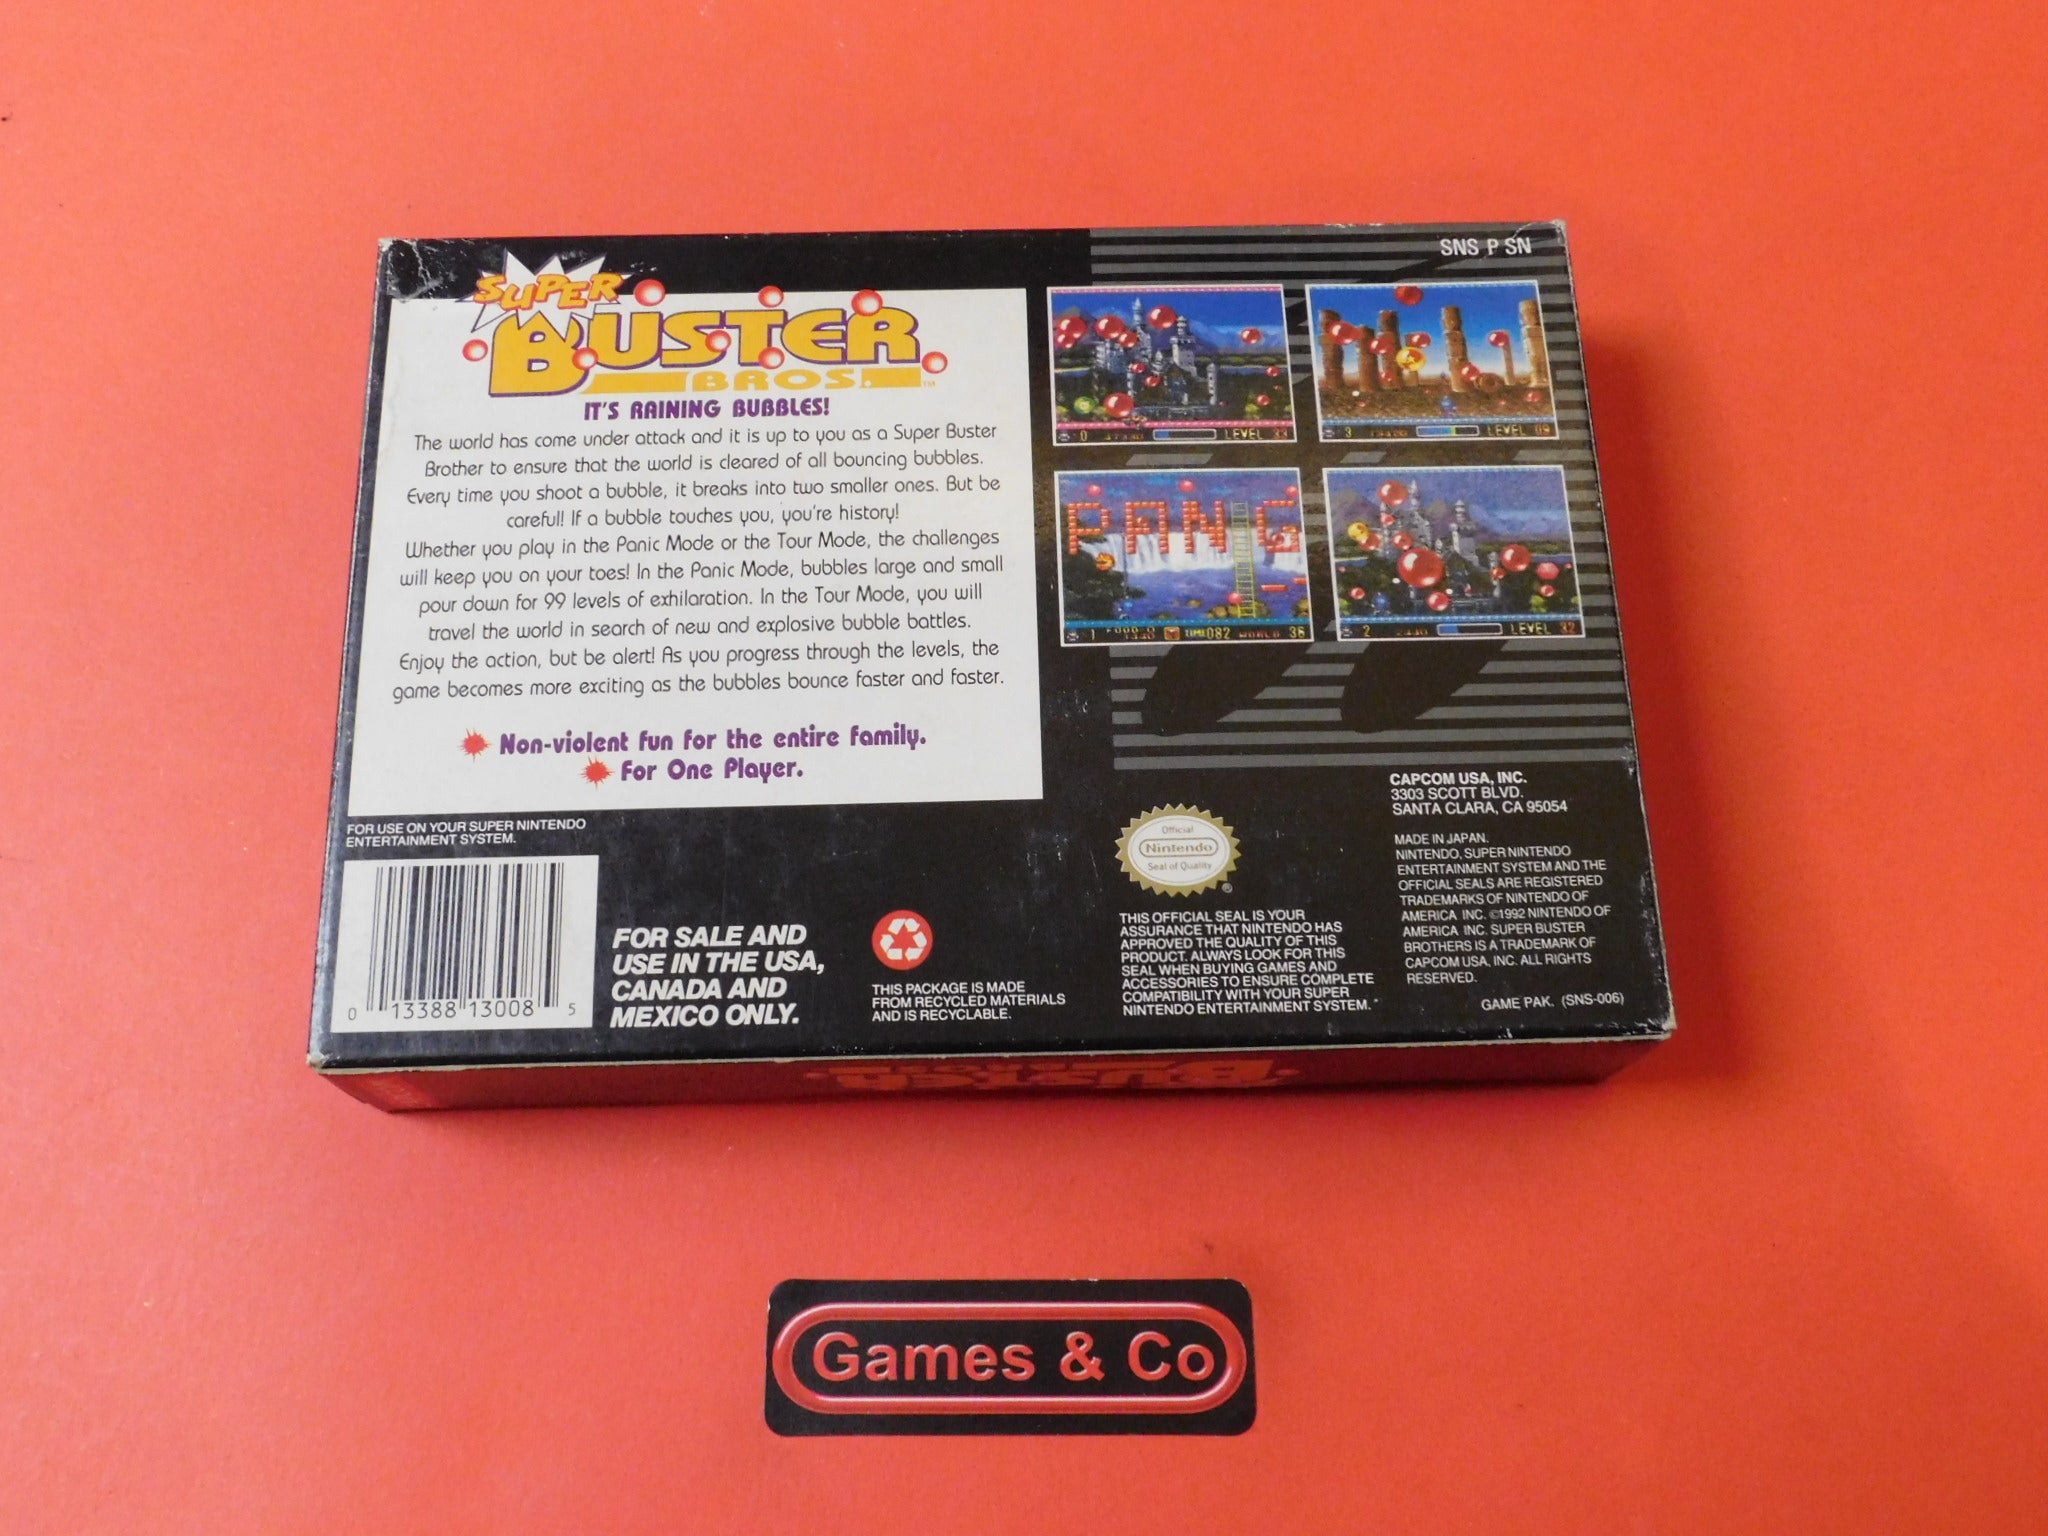 SNS P SN
SUPER
BUSTER
BROS.™
IT'S RAINING BUBBLES!
The world has come under attack and it is up to you as a Super Buster
Brother to ensure that the world is cleared of all bouncing bubbles.
Every time you shoot a bubble, it breaks into two smaller ones. But be
careful! If a bubble touches you, you're history!
Whether you play in the Panic Mode or the Tour Mode, the challenges
will keep you on your toes! In the Panic Mode, bubbles large and small
pour down for 99 levels of exhilaration. In the Tour Mode, you will
travel the world in search of new and explosive bubble battles.
Enjoy the action, but be alert! As you progress through the levels, the
game becomes more exciting as the bubbles bounce faster and faster.
Non-violent fun for the entire family.
For One Player.
0 LEVEL 33
3 LEVEL 09
PANG
1 TIME:082 WORLD 36
2 LEVEL 32
FOR USE ON YOUR SUPER NINTENDO
ENTERTAINMENT SYSTEM.
0 13388 13008 5
FOR SALE AND
USE IN THE USA,
CANADA AND
MEXICO ONLY.
THIS PACKAGE IS MADE
FROM RECYCLED MATERIALS
AND IS RECYCLABLE.
Official
Nintendo
Seal of Quality
®
THIS OFFICIAL SEAL IS YOUR
ASSURANCE THAT NINTENDO HAS
APPROVED THE QUALITY OF THIS
PRODUCT. ALWAYS LOOK FOR THIS
SEAL WHEN BUYING GAMES AND
ACCESSORIES TO ENSURE COMPLETE
COMPATIBILITY WITH YOUR SUPER
NINTENDO ENTERTAINMENT SYSTEM.
CAPCOM USA, INC.
3303 SCOTT BLVD.
SANTA CLARA, CA 95054
MADE IN JAPAN.
NINTENDO, SUPER NINTENDO
ENTERTAINMENT SYSTEM AND THE
OFFICIAL SEALS ARE REGISTERED
TRADEMARKS OF NINTENDO OF
AMERICA INC. ©1992 NINTENDO OF
AMERICA INC. SUPER BUSTER
BROTHERS IS A TRADEMARK OF
CAPCOM USA, INC. ALL RIGHTS
RESERVED.
GAME PAK. (SNS-006)
BUSTER
Games & Co